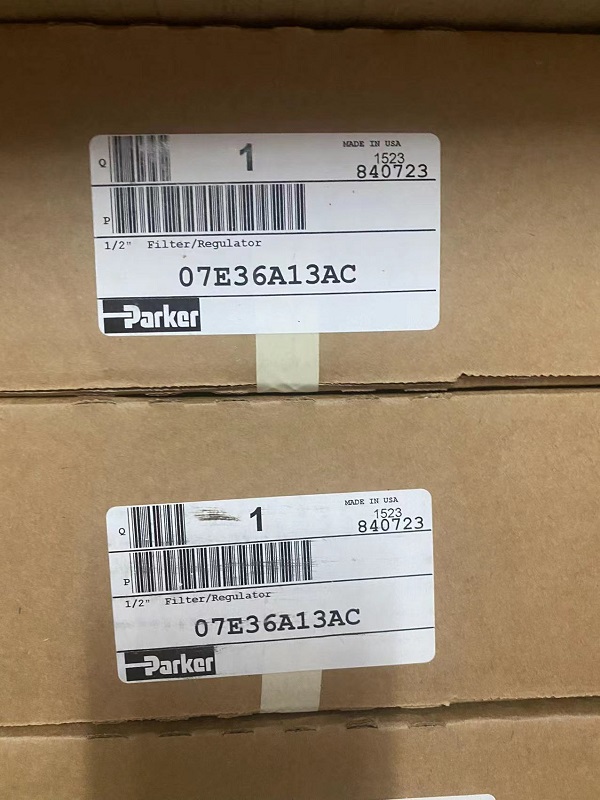 MADE IN USA
Q 1 1523
840723
P
1/2" Filter/Regulator
07E36A13AC
Parker
MADE IN USA
Q 1 1523
840723
P
1/2" Filter/Regulator
07E36A13AC
Parker